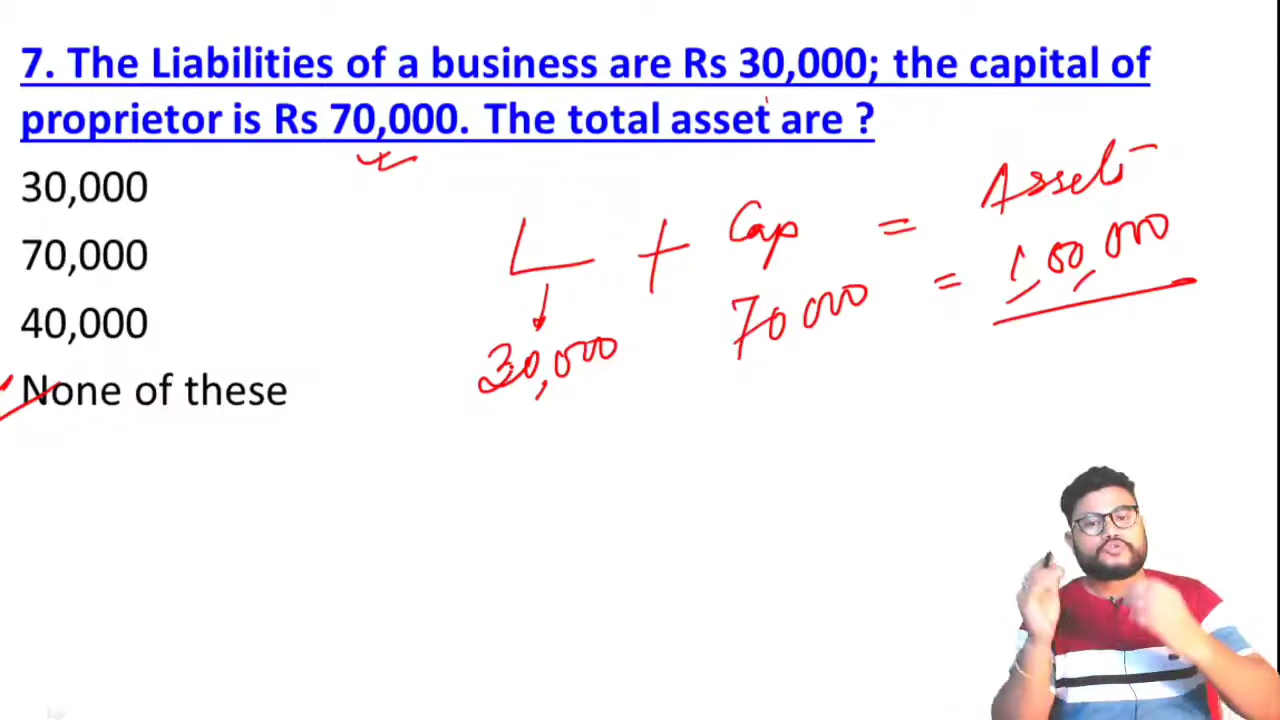 7. The Liabilities of a business are Rs 30,000; the capital of
proprietor is Rs 70,000. The total asset are ?
30,000
70,000
40,000
None of these
L + Cap = Assets
30,000 70000 = 1,00,000